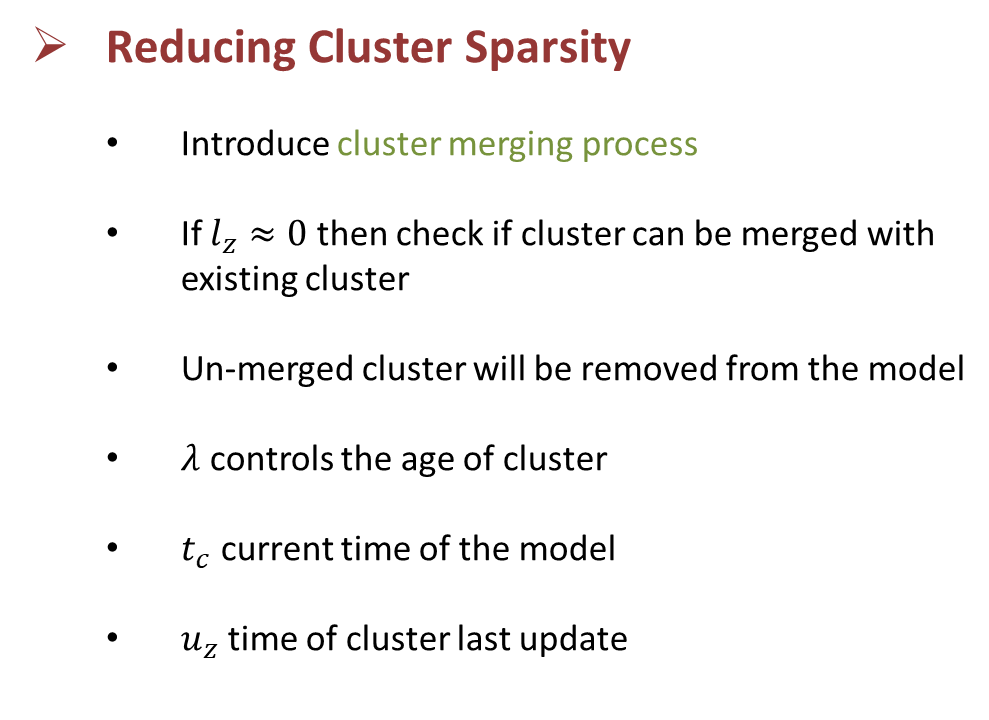 ➢ Reducing Cluster Sparsity
• Introduce cluster merging process
• If $l_z \approx 0$ then check if cluster can be merged with
existing cluster
• Un-merged cluster will be removed from the model
• $\lambda$ controls the age of cluster
• $t_c$ current time of the model
• $u_z$ time of cluster last update